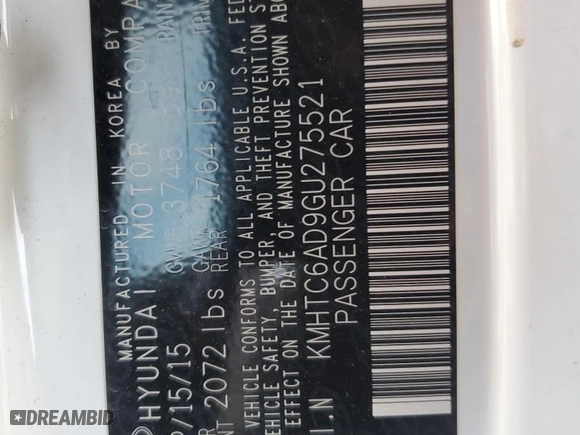 MANUFACTURED IN KOREA BY
HYUNDAI MOTOR COMPA
/15/15 GVWR 3748
2072 lbs REAR 1764 lbs
VEHICLE CONFORMS TO ALL APPLICABLE U.S.A. FED
VEHICLE SAFETY, BUMPER, AND THEFT PREVENTION S
EFFECT ON THE DATE OF MANUFACTURE SHOWN ABO
KMHTC6AD9GU275521
PASSENGER CAR
DREAMBID